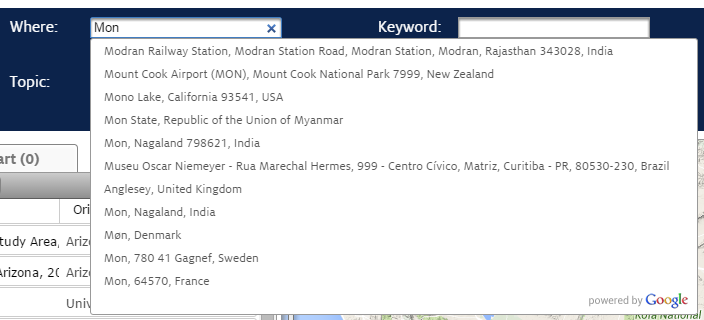 Where: Mon × Keyword:
Topic:
Modran Railway Station, Modran Station Road, Modran Station, Modran, Rajasthan 343028, India
Mount Cook Airport (MON), Mount Cook National Park 7999, New Zealand
Mono Lake, California 93541, USA
Mon State, Republic of the Union of Myanmar
Mon, Nagaland 798621, India
art (0)
Museu Oscar Niemeyer - Rua Marechal Hermes, 999 - Centro Cívico, Matriz, Curitiba - PR, 80530-230, Brazil
Anglesey, United Kingdom
Ori
Mon, Nagaland, India
tudy Area, Ariz
Møn, Denmark
Mon, 780 41 Gagnef, Sweden
Arizona, 20 Ariz
Mon, 64570, France
Univ
powered by Google
Kofa National